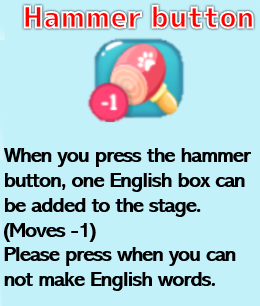 Hammer button
-1
When you press the hammer
button, one English box can
be added to the stage.
(Moves -1)
Please press when you can
not make English words.